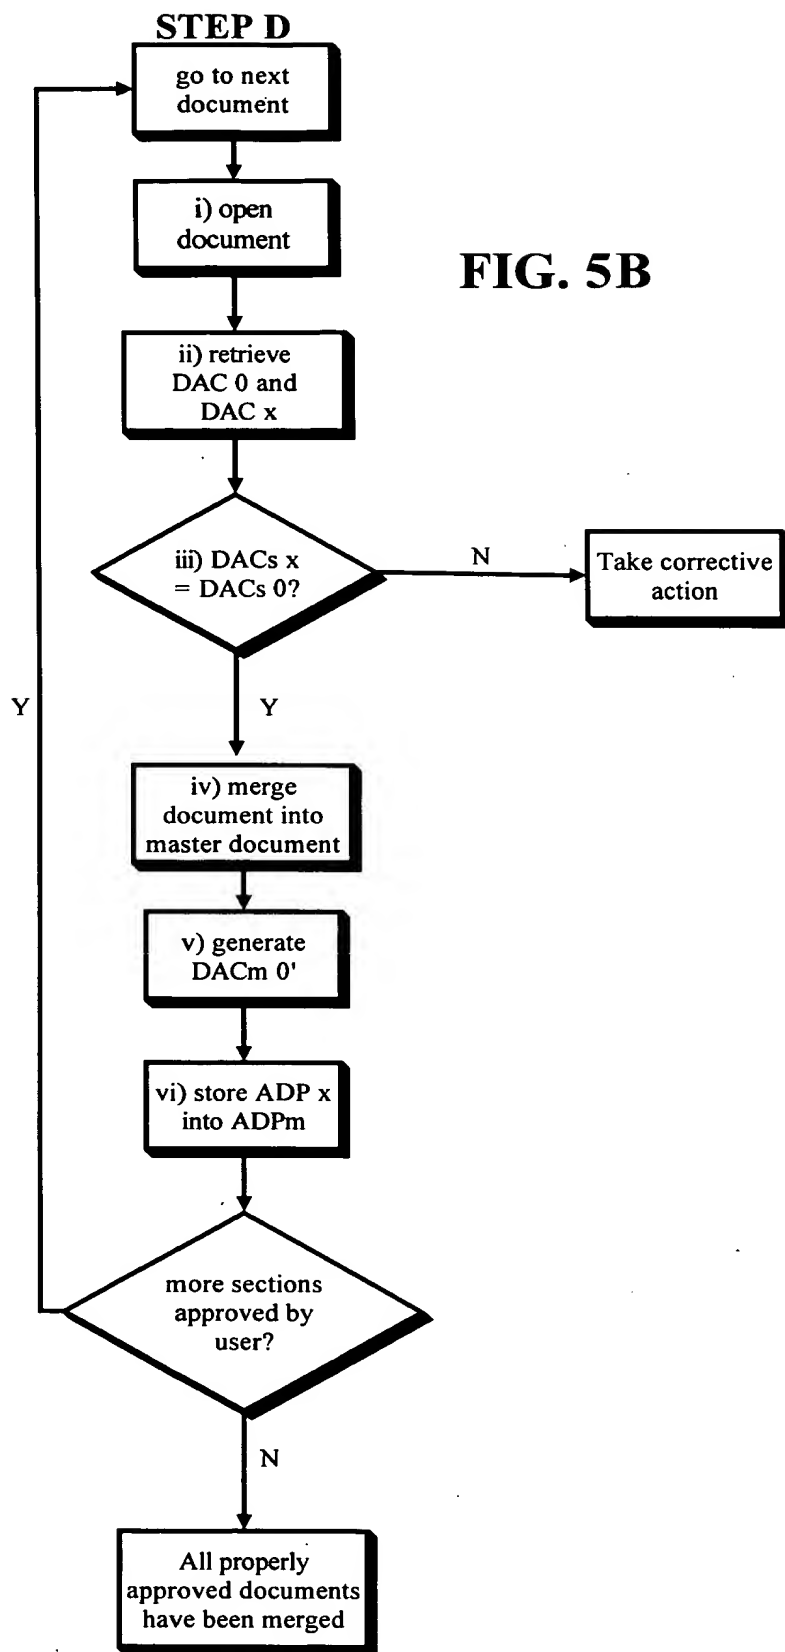 STEP D
go to next
document
i) open
document
FIG. 5B
ii) retrieve
DAC 0 and
DAC x
iii) DACs x
= DACs 0?
N
Take corrective
action
Y
Y
iv) merge
document into
master document
v) generate
DACm 0'
vi) store ADP x
into ADPm
more sections
approved by
user?
N
All properly
approved documents
have been merged